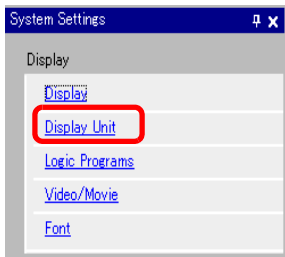 System Settings
Display
Display
Display Unit
Logic Programs
Video/Movie
Font